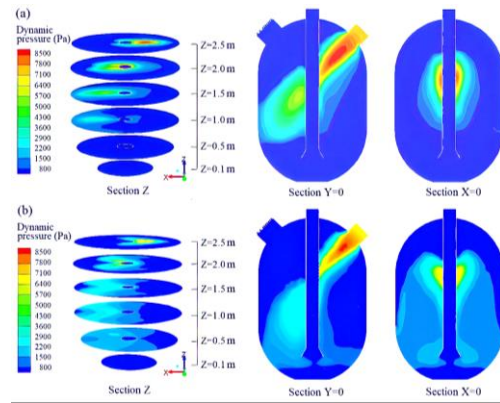 (a)
Dynamic
pressure (Pa)
8500
7800
7100
6400
5700
5000
4300
3600
2900
2200
1500
800
Z=2.5 m
Z=2.0 m
Z=1.5 m
Z=1.0 m
Z=0.5 m
Z=0.1 m
X
Section Z
Section Y=0
Section X=0
(b)
Dynamic
pressure (Pa)
8500
7800
7100
6400
5700
5000
4300
3600
2900
2200
1500
800
Z=2.5 m
Z=2.0 m
Z=1.5 m
Z=1.0 m
Z=0.5 m
Z=0.1 m
X
Section Z
Section Y=0
Section X=0